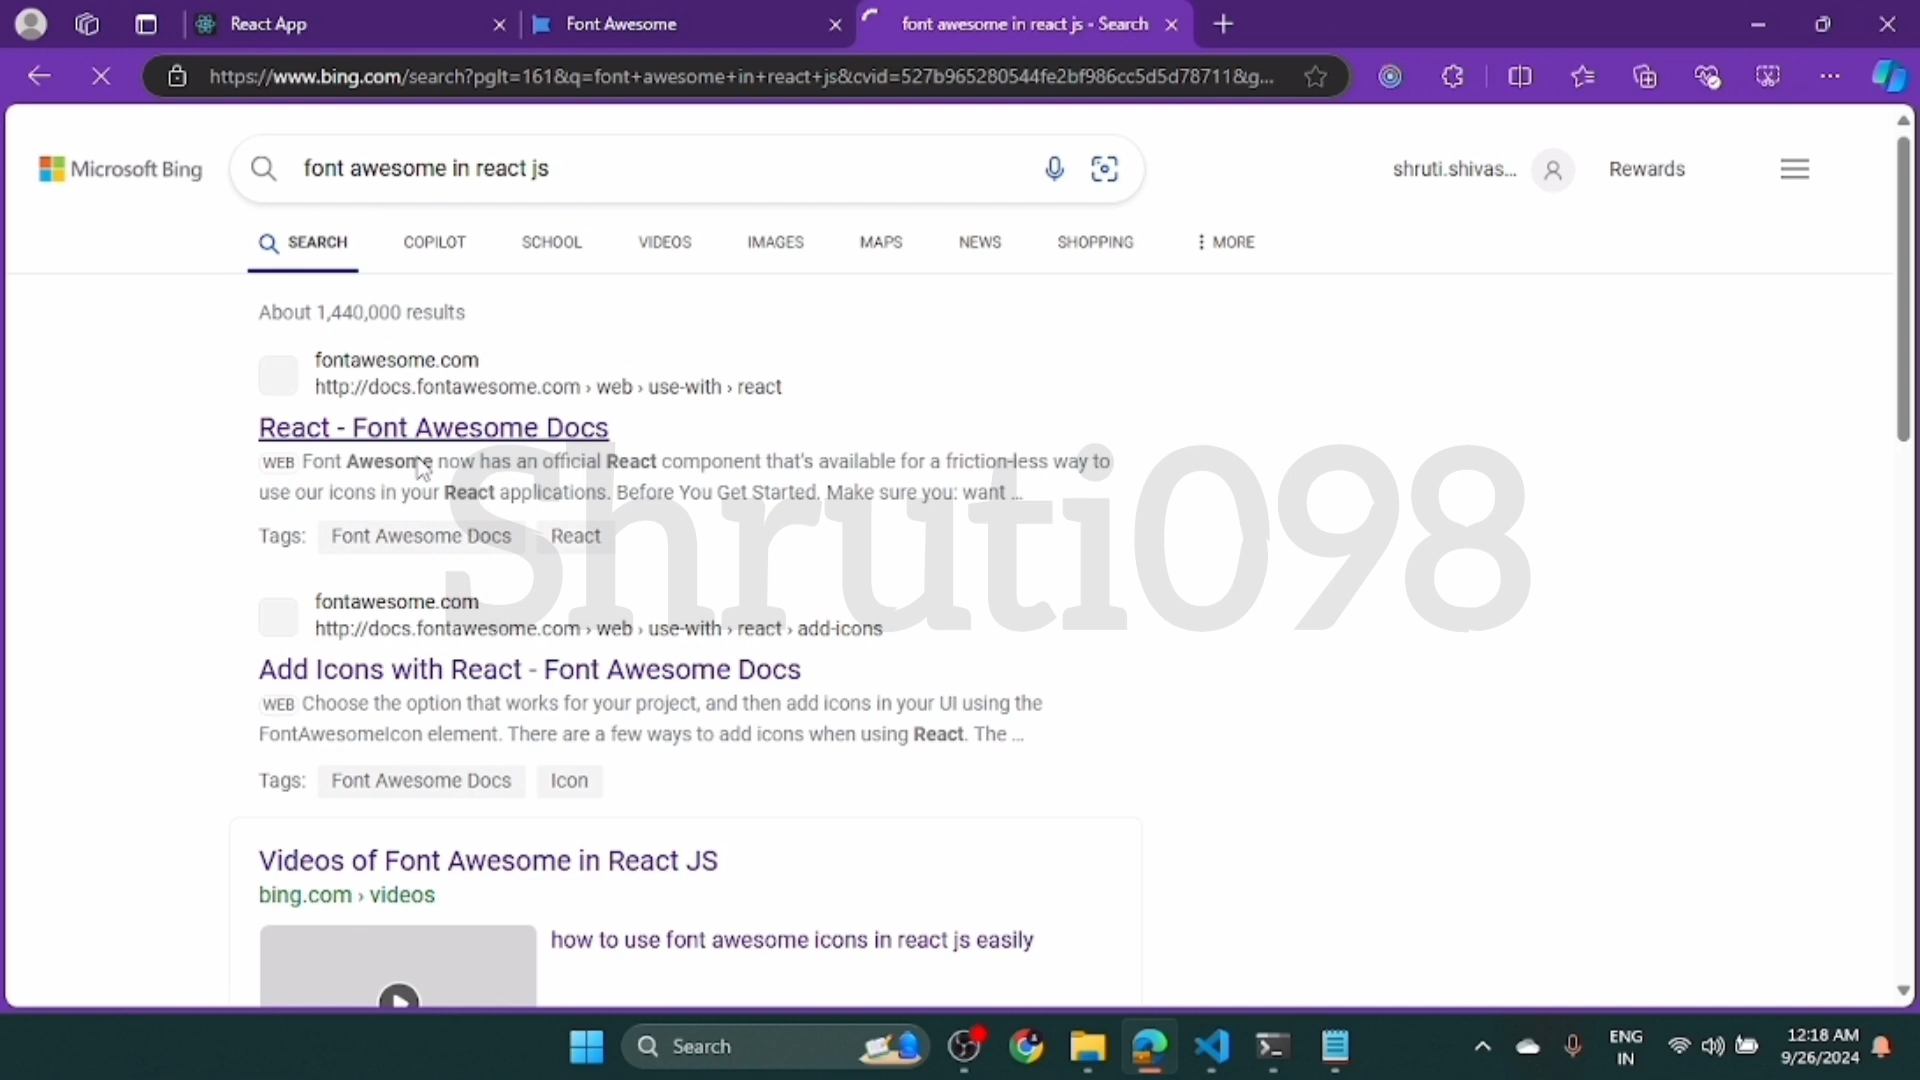 React App
Font Awesome
font awesome in react js - Search
https://www.bing.com/search?pglt=161&q=font+awesome+in+react+js&cvid=527b965280544fe2bf986cc5d5d78711&g...
Microsoft Bing
font awesome in react js
shruti.shivas...
Rewards
SEARCH
COPILOT
SCHOOL
VIDEOS
IMAGES
MAPS
NEWS
SHOPPING
MORE
About 1,440,000 results
fontawesome.com
http://docs.fontawesome.com › web › use-with › react
React - Font Awesome Docs
WEB Font Awesome now has an official React component that's available for a friction-less way to
use our icons in your React applications. Before You Get Started. Make sure you: want ...
Tags: Font Awesome Docs React
Shruti098
fontawesome.com
http://docs.fontawesome.com › web › use-with › react › add-icons
Add Icons with React - Font Awesome Docs
WEB Choose the option that works for your project, and then add icons in your UI using the
FontAwesomeIcon element. There are a few ways to add icons when using React. The ...
Tags: Font Awesome Docs Icon
Videos of Font Awesome in React JS
bing.com › videos
how to use font awesome icons in react js easily
Search
ENG
IN
12:18 AM
9/26/2024